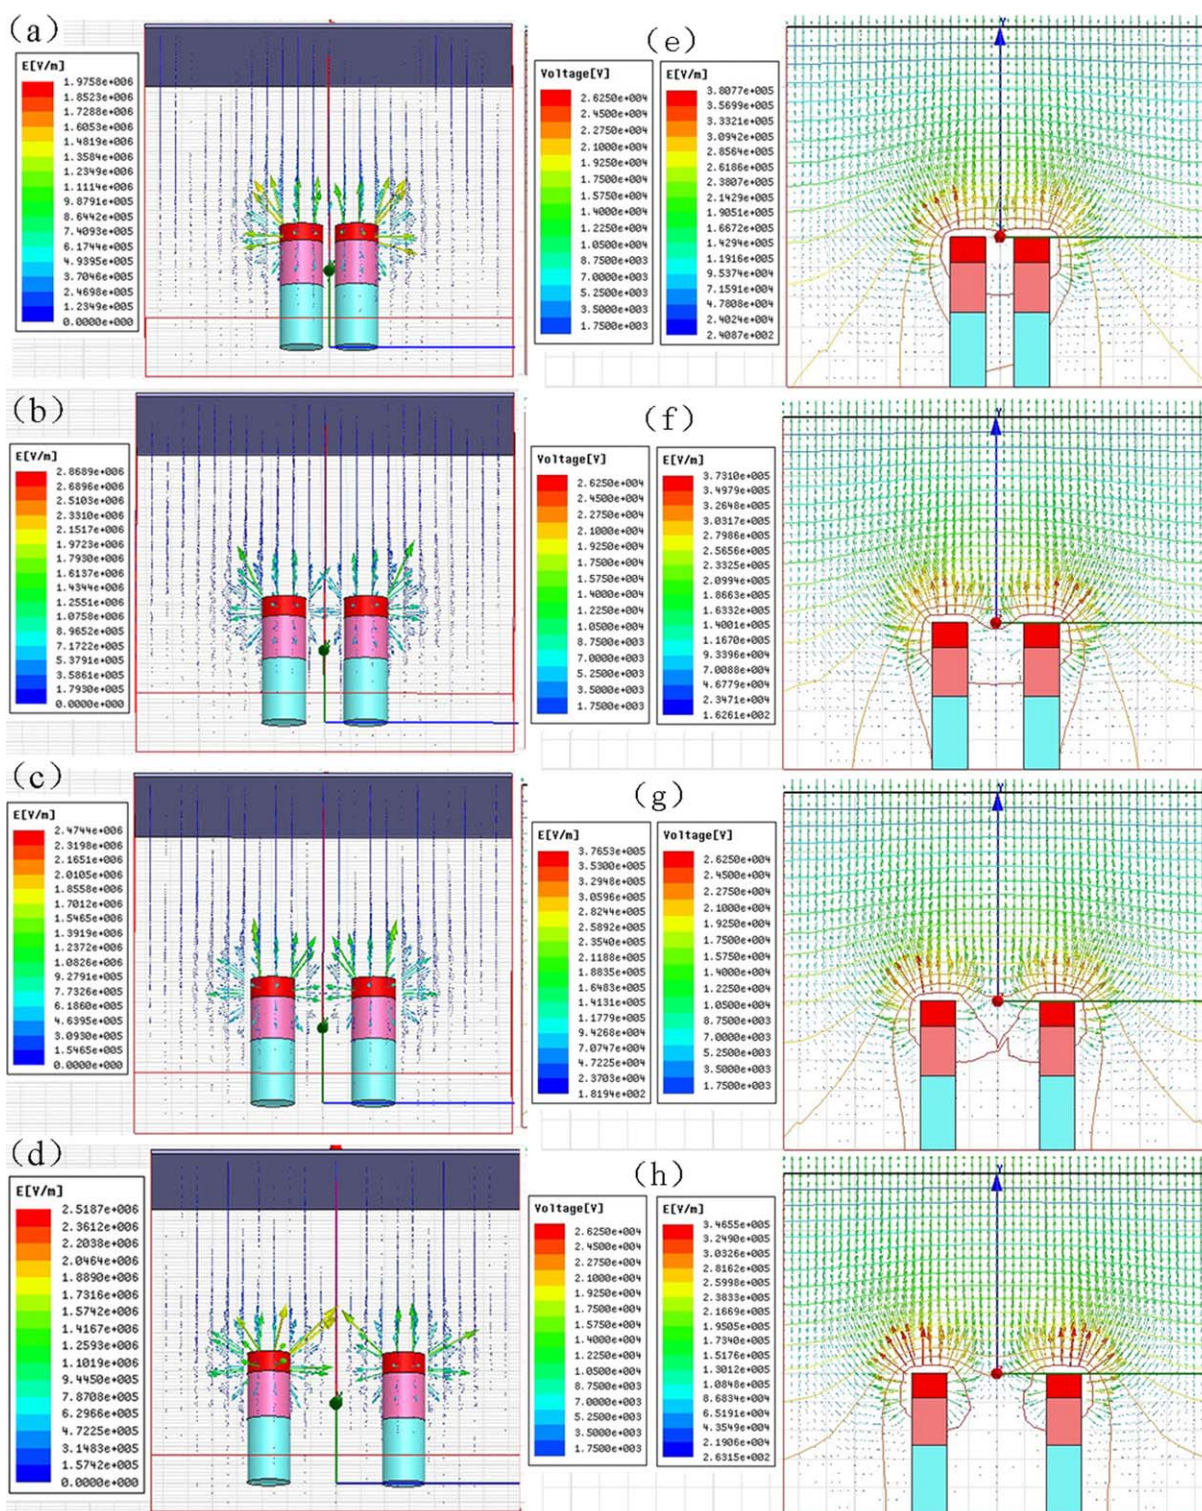 (a)
E[V/m]
1.9758e+006
1.8523e+006
1.7288e+006
1.6053e+006
1.4819e+006
1.3584e+006
1.2349e+006
1.1114e+006
9.8791e+005
8.6442e+005
7.4093e+005
6.1744e+005
4.9395e+005
3.7046e+005
2.4698e+005
1.2349e+005
0.0000e+000
(e)
Voltage[V]
2.6250e+004
2.4500e+004
2.2750e+004
2.1000e+004
1.9250e+004
1.7500e+004
1.5750e+004
1.4000e+004
1.2250e+004
1.0500e+004
8.7500e+003
7.0000e+003
5.2500e+003
3.5000e+003
1.7500e+003
E[V/m]
3.8077e+005
3.5699e+005
3.3321e+005
3.0942e+005
2.8564e+005
2.6186e+005
2.3807e+005
2.1429e+005
1.9051e+005
1.6672e+005
1.4294e+005
1.1916e+005
9.5374e+004
7.1591e+004
4.7808e+004
2.4024e+004
2.4087e+002
Y
(b)
E[V/m]
2.8689e+006
2.6896e+006
2.5103e+006
2.3310e+006
2.1517e+006
1.9723e+006
1.7930e+006
1.6137e+006
1.4344e+006
1.2551e+006
1.0758e+006
8.9652e+005
7.1722e+005
5.3791e+005
3.5861e+005
1.7930e+005
0.0000e+000
(f)
Voltage[V]
2.6250e+004
2.4500e+004
2.2750e+004
2.1000e+004
1.9250e+004
1.7500e+004
1.5750e+004
1.4000e+004
1.2250e+004
1.0500e+004
8.7500e+003
7.0000e+003
5.2500e+003
3.5000e+003
1.7500e+003
E[V/m]
3.7310e+005
3.4979e+005
3.2648e+005
3.0317e+005
2.7986e+005
2.5656e+005
2.3325e+005
2.0994e+005
1.8663e+005
1.6332e+005
1.4001e+005
1.1670e+005
9.3396e+004
7.0088e+004
4.6779e+004
2.3471e+004
1.6261e+002
Y
(c)
E[V/m]
2.4744e+006
2.3198e+006
2.1651e+006
2.0105e+006
1.8558e+006
1.7012e+006
1.5465e+006
1.3919e+006
1.2372e+006
1.0826e+006
9.2791e+005
7.7326e+005
6.1860e+005
4.6395e+005
3.0930e+005
1.5465e+005
0.0000e+000
(g)
E[V/m]
3.7653e+005
3.5300e+005
3.2948e+005
3.0596e+005
2.8244e+005
2.5892e+005
2.3540e+005
2.1188e+005
1.8835e+005
1.6483e+005
1.4131e+005
1.1779e+005
9.4268e+004
7.0747e+004
4.7225e+004
2.3703e+004
1.8194e+002
Voltage[V]
2.6250e+004
2.4500e+004
2.2750e+004
2.1000e+004
1.9250e+004
1.7500e+004
1.5750e+004
1.4000e+004
1.2250e+004
1.0500e+004
8.7500e+003
7.0000e+003
5.2500e+003
3.5000e+003
1.7500e+003
Y
(d)
E[V/m]
2.5187e+006
2.3612e+006
2.2038e+006
2.0464e+006
1.8890e+006
1.7316e+006
1.5742e+006
1.4167e+006
1.2593e+006
1.1019e+006
9.4450e+005
7.8708e+005
6.2966e+005
4.7225e+005
3.1483e+005
1.5742e+005
0.0000e+000
(h)
Voltage[V]
2.6250e+004
2.4500e+004
2.2750e+004
2.1000e+004
1.9250e+004
1.7500e+004
1.5750e+004
1.4000e+004
1.2250e+004
1.0500e+004
8.7500e+003
7.0000e+003
5.2500e+003
3.5000e+003
1.7500e+003
E[V/m]
3.4655e+005
3.2490e+005
3.0326e+005
2.8162e+005
2.5998e+005
2.3833e+005
2.1669e+005
1.9505e+005
1.7340e+005
1.5176e+005
1.3012e+005
1.0848e+005
8.6834e+004
6.5191e+004
4.3549e+004
2.1906e+004
2.6315e+002
Y